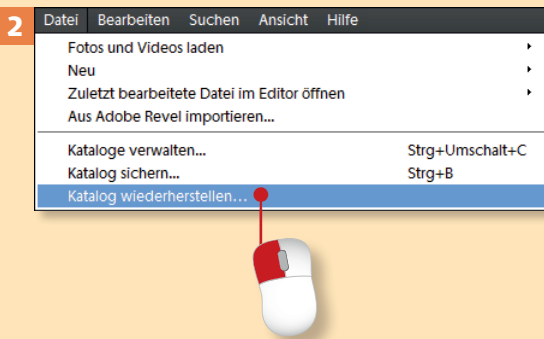 2
Datei Bearbeiten Suchen Ansicht Hilfe
Fotos und Videos laden
Neu
Zuletzt bearbeitete Datei im Editor öffnen
Aus Adobe Revel importieren...
Kataloge verwalten... Strg+Umschalt+C
Katalog sichern... Strg+B
Katalog wiederherstellen...